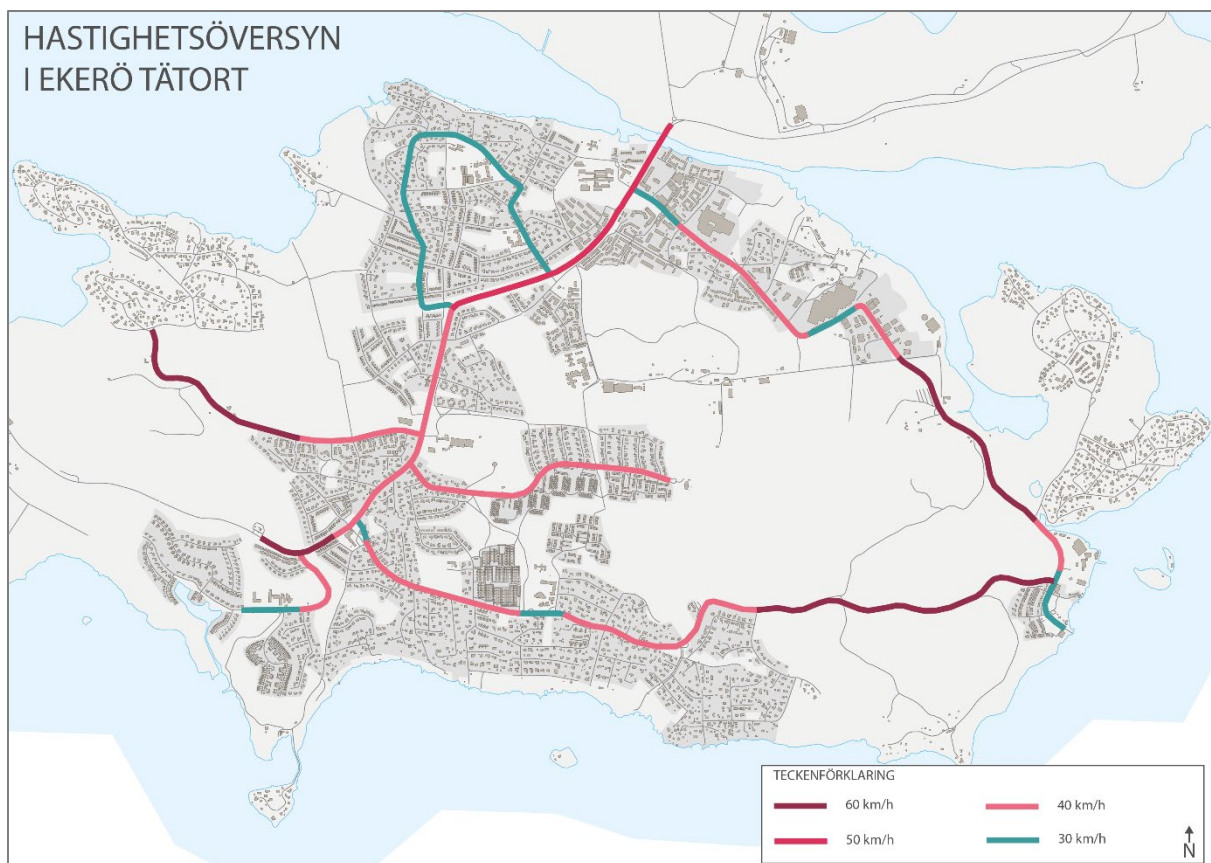 HASTIGHETSÖVERSYN
I EKERÖ TÄTORT
TECKENFÖRKLARING
60 km/h
40 km/h
50 km/h
30 km/h
N